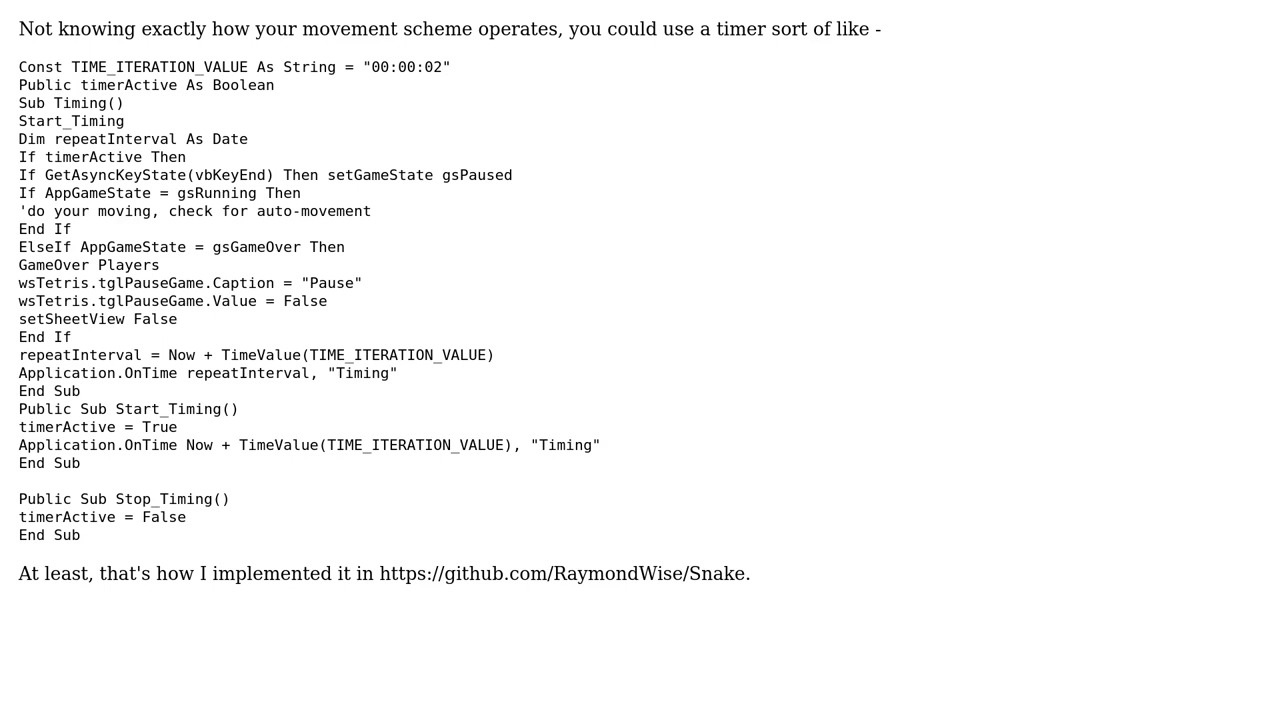 Not knowing exactly how your movement scheme operates, you could use a timer sort of like -
Const TIME_ITERATION_VALUE As String = "00:00:02"
Public timerActive As Boolean
Sub Timing()
Start_Timing
Dim repeatInterval As Date
If timerActive Then
If GetAsyncKeyState(vbKeyEnd) Then setGameState gsPaused
If AppGameState = gsRunning Then
'do your moving, check for auto-movement
End If
ElseIf AppGameState = gsGameOver Then
GameOver Players
wsTetris.tglPauseGame.Caption = "Pause"
wsTetris.tglPauseGame.Value = False
setSheetView False
End If
repeatInterval = Now + TimeValue(TIME_ITERATION_VALUE)
Application.OnTime repeatInterval, "Timing"
End Sub
Public Sub Start_Timing()
timerActive = True
Application.OnTime Now + TimeValue(TIME_ITERATION_VALUE), "Timing"
End Sub
Public Sub Stop_Timing()
timerActive = False
End Sub
At least, that's how I implemented it in https://github.com/RaymondWise/Snake.